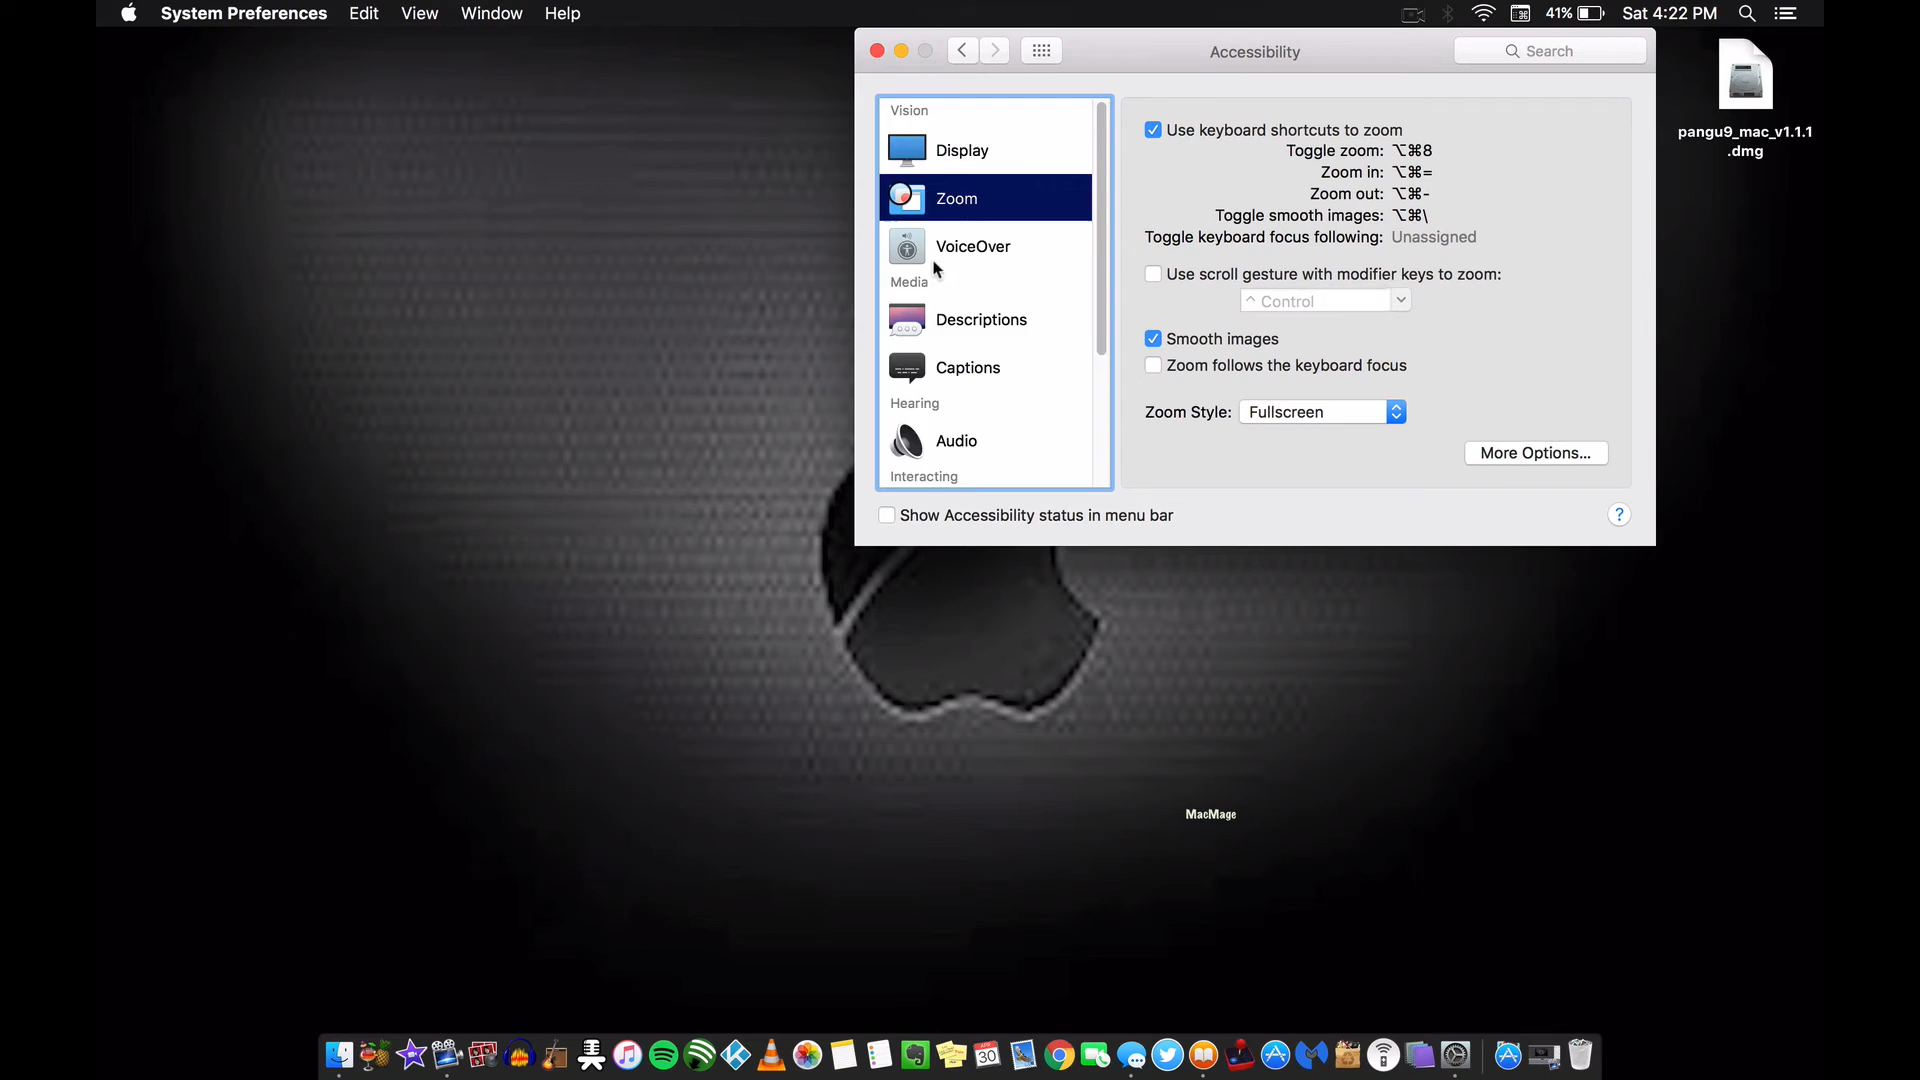 System Preferences Edit View Window Help
41% Sat 4:22 PM
Accessibility
Search
pangu9_mac_v1.1.1
.dmg
Vision
Display
Zoom
VoiceOver
Media
Descriptions
Captions
Hearing
Audio
Interacting
Use keyboard shortcuts to zoom
Toggle zoom: ⌥⌘8
Zoom in: ⌥⌘=
Zoom out: ⌥⌘-
Toggle smooth images: ⌥⌘\
Toggle keyboard focus following: Unassigned
Use scroll gesture with modifier keys to zoom:
^ Control
Smooth images
Zoom follows the keyboard focus
Zoom Style: Fullscreen
More Options...
Show Accessibility status in menu bar
?
MacMage
30